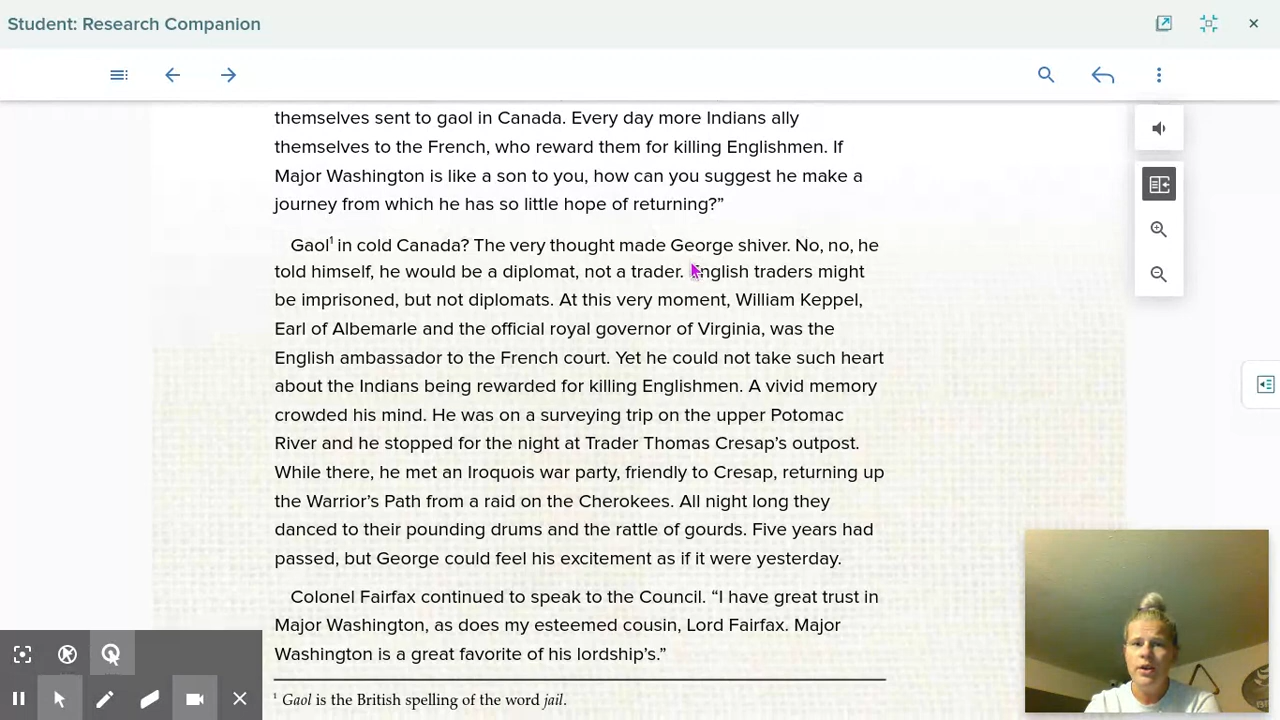 Student: Research Companion
themselves sent to gaol in Canada. Every day more Indians ally
themselves to the French, who reward them for killing Englishmen. If
Major Washington is like a son to you, how can you suggest he make a
journey from which he has so little hope of returning?”
Gaol¹ in cold Canada? The very thought made George shiver. No, no, he
told himself, he would be a diplomat, not a trader. English traders might
be imprisoned, but not diplomats. At this very moment, William Keppel,
Earl of Albemarle and the official royal governor of Virginia, was the
English ambassador to the French court. Yet he could not take such heart
about the Indians being rewarded for killing Englishmen. A vivid memory
crowded his mind. He was on a surveying trip on the upper Potomac
River and he stopped for the night at Trader Thomas Cresap’s outpost.
While there, he met an Iroquois war party, friendly to Cresap, returning up
the Warrior’s Path from a raid on the Cherokees. All night long they
danced to their pounding drums and the rattle of gourds. Five years had
passed, but George could feel his excitement as if it were yesterday.
Colonel Fairfax continued to speak to the Council. “I have great trust in
Major Washington, as does my esteemed cousin, Lord Fairfax. Major
Washington is a great favorite of his lordship’s.”
¹ Gaol is the British spelling of the word jail.